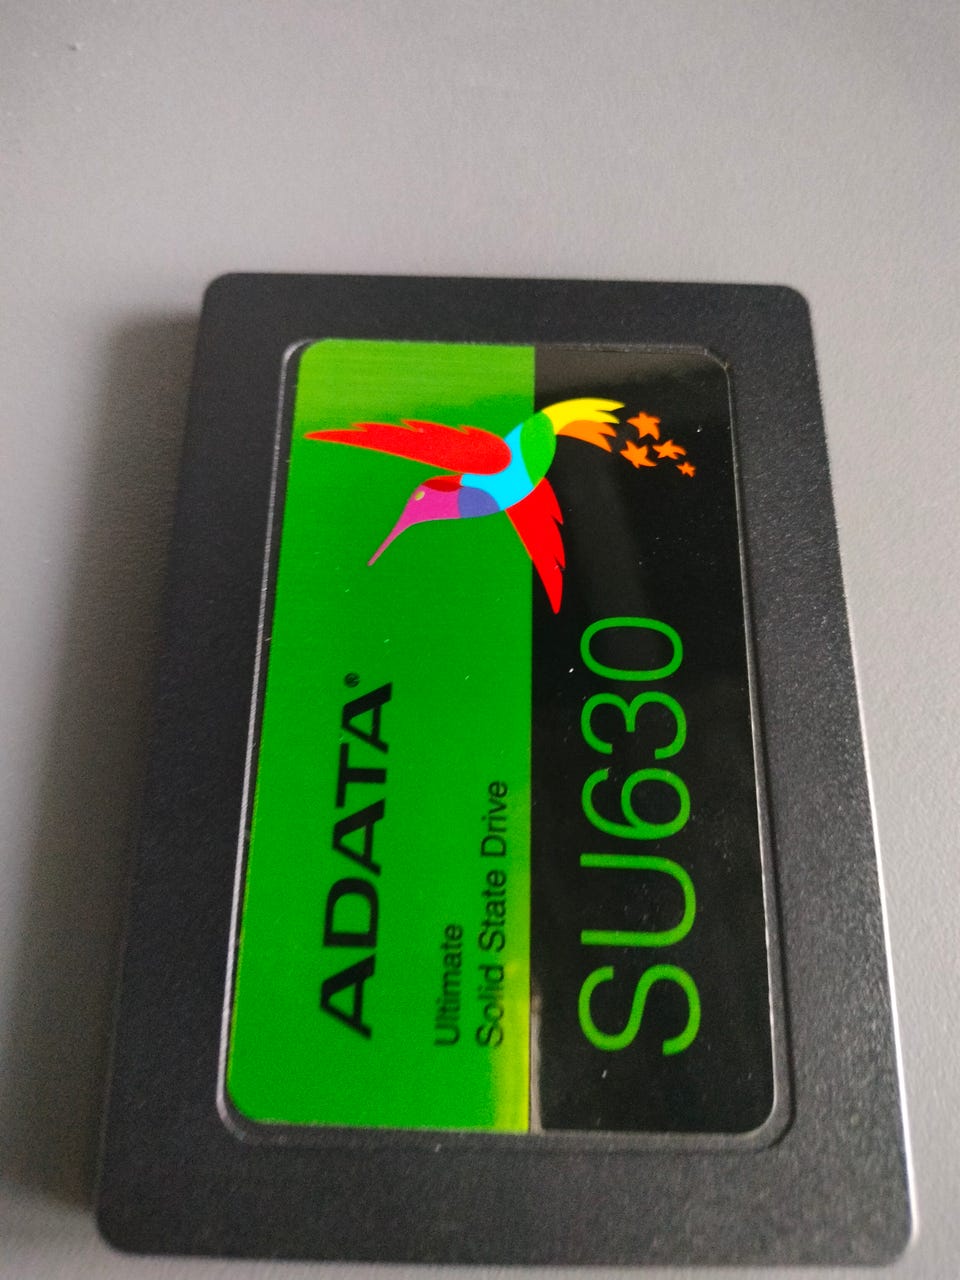 ADATA®
Ultimate
Solid State Drive
SU630